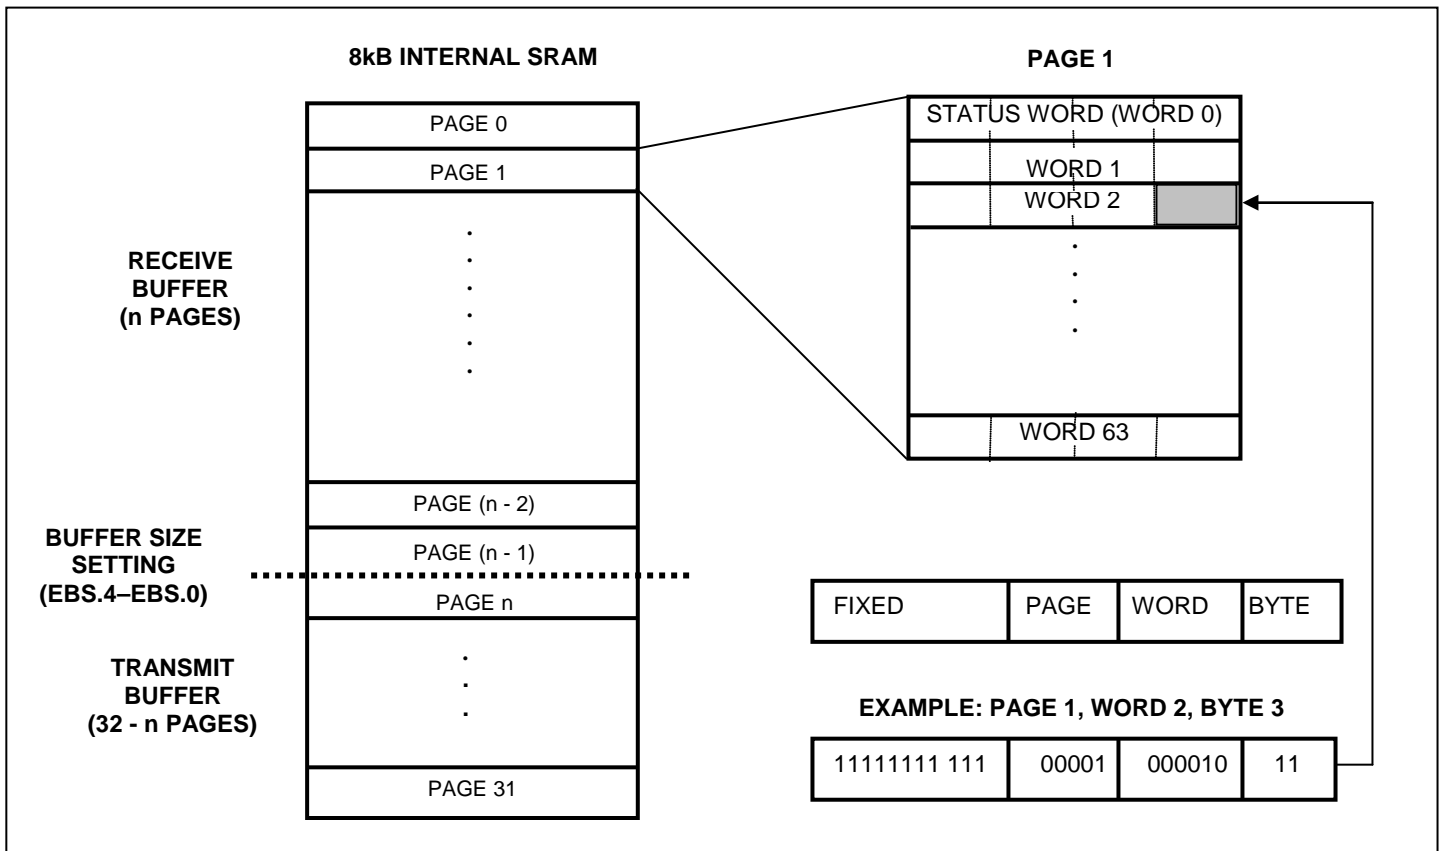 8kB INTERNAL SRAM
PAGE 0
PAGE 1
RECEIVE
BUFFER
(n PAGES)
PAGE (n - 2)
PAGE (n - 1)
BUFFER SIZE
SETTING
(EBS.4–EBS.0)
PAGE n
TRANSMIT
BUFFER
(32 - n PAGES)
PAGE 31
PAGE 1
STATUS WORD (WORD 0)
WORD 1
WORD 2
WORD 63
FIXED PAGE WORD BYTE
EXAMPLE: PAGE 1, WORD 2, BYTE 3
11111111 111 00001 000010 11